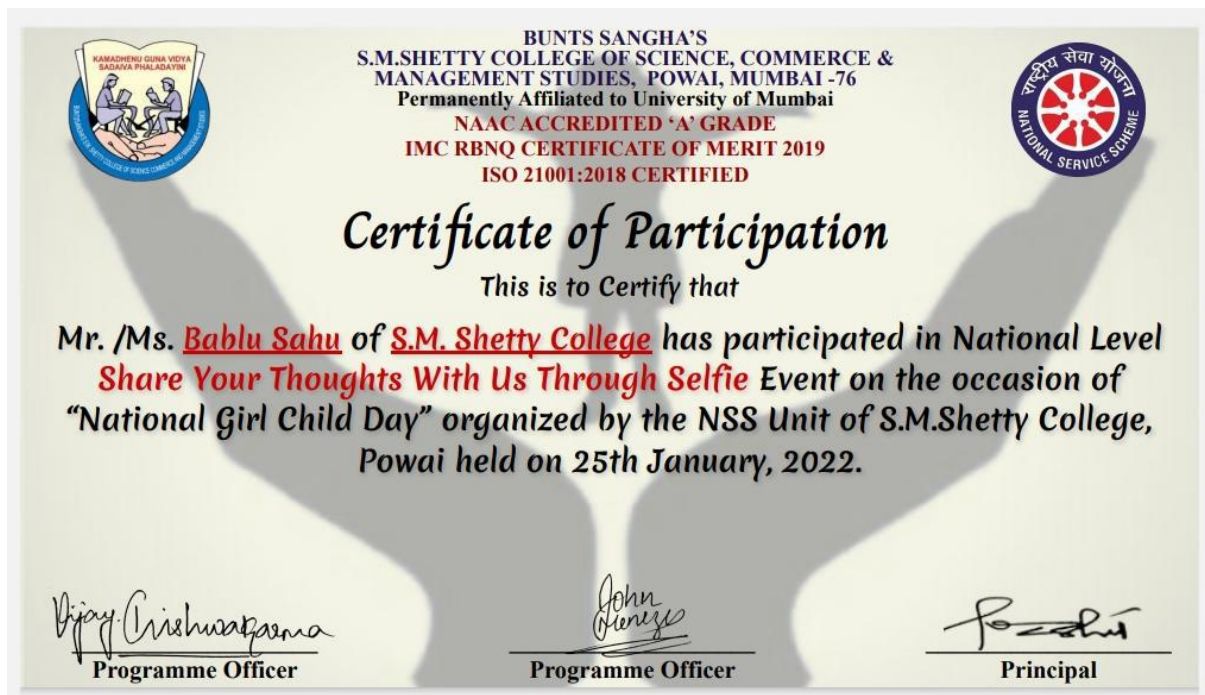 KAMADHENU GUNA VIDYA
SADAIVA PHALADAYINI
BUNTS SANGHA'S
S.M.SHETTY COLLEGE OF SCIENCE, COMMERCE &
MANAGEMENT STUDIES, POWAI, MUMBAI -76
Permanently Affiliated to University of Mumbai
NAAC ACCREDITED ‘A’ GRADE
IMC RBNQ CERTIFICATE OF MERIT 2019
ISO 21001:2018 CERTIFIED
राष्ट्रीय सेवा योजना
NATIONAL SERVICE SCHEME
Certificate of Participation
This is to Certify that
Mr. /Ms. Bablu Sahu of S.M. Shetty College has participated in National Level
Share Your Thoughts With Us Through Selfie Event on the occasion of
“National Girl Child Day” organized by the NSS Unit of S.M.Shetty College,
Powai held on 25th January, 2022.
Vijay
John
Programme Officer
Programme Officer
Principal